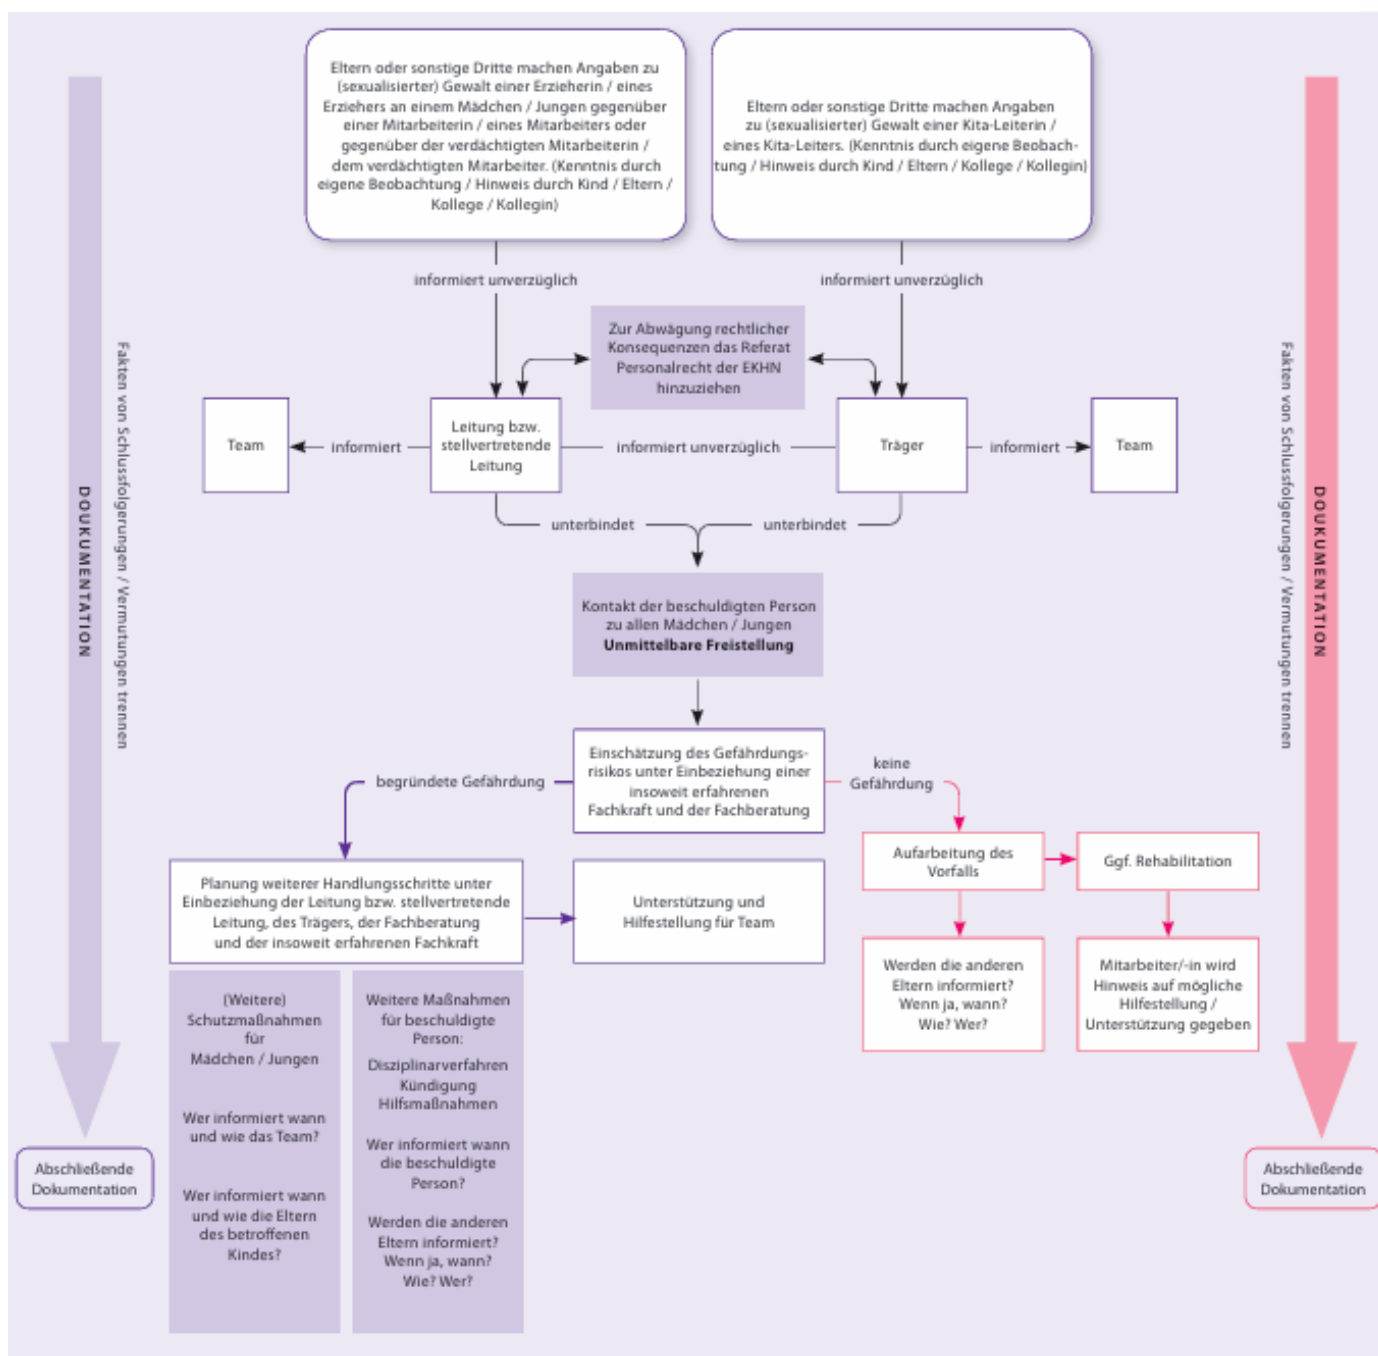 Eltern oder sonstige Dritte machen Angaben zu
(sexualisierter) Gewalt einer Erzieherin / eines
Erziehers an einem Mädchen / Jungen gegenüber
einer Mitarbeiterin / eines Mitarbeiters oder
gegenüber der verdächtigten Mitarbeiterin /
dem verdächtigten Mitarbeiter. (Kenntnis durch
eigene Beobachtung / Hinweis durch Kind / Eltern /
Kollege / Kollegin)
Eltern oder sonstige Dritte machen Angaben
zu (sexualisierter) Gewalt einer Kita-Leiterin /
eines Kita-Leiters. (Kenntnis durch eigene Beobach-
tung / Hinweis durch Kind / Eltern / Kollege / Kollegin)
informiert unverzüglich
informiert unverzüglich
Zur Abwägung rechtlicher
Konsequenzen das Referat
Personalrecht der EKHN
hinzuziehen
Team
informiert
Leitung bzw.
stellvertretende
Leitung
informiert unverzüglich
Träger
informiert
Team
unterbindet
unterbindet
Kontakt der beschuldigten Person
zu allen Mädchen / Jungen
Unmittelbare Freistellung
Einschätzung des Gefährdungs-
risikos unter Einbeziehung einer
insoweit erfahrenen
Fachkraft und der Fachberatung
begründete Gefährdung
keine
Gefährdung
Planung weiterer Handlungsschritte unter
Einbeziehung der Leitung bzw. stellvertretende
Leitung, des Trägers, der Fachberatung
und der insoweit erfahrenen Fachkraft
Unterstützung und
Hilfestellung für Team
Aufarbeitung des
Vorfalls
Ggf. Rehabilitation
Werden die anderen
Eltern informiert?
Wenn ja, wann?
Wie? Wer?
Mitarbeiter/-in wird
Hinweis auf mögliche
Hilfestellung /
Unterstützung gegeben
(Weitere)
Schutzmaßnahmen
für
Mädchen / Jungen
Wer informiert wann
und wie das Team?
Wer informiert wann
und wie die Eltern
des betroffenen
Kindes?
Weitere Maßnahmen
für beschuldigte
Person:
Disziplinarverfahren
Kündigung
Hilfsmaßnahmen
Wer informiert wann
die beschuldigte
Person?
Werden die anderen
Eltern informiert?
Wenn ja, wann?
Wie? Wer?
DOUKUMENTATION
Fakten von Schlussfolgerungen / Vermutungen trennen
Abschließende
Dokumentation
Fakten von Schlussfolgerungen / Vermutungen trennen
DOUKUMENTATION
Abschließende
Dokumentation